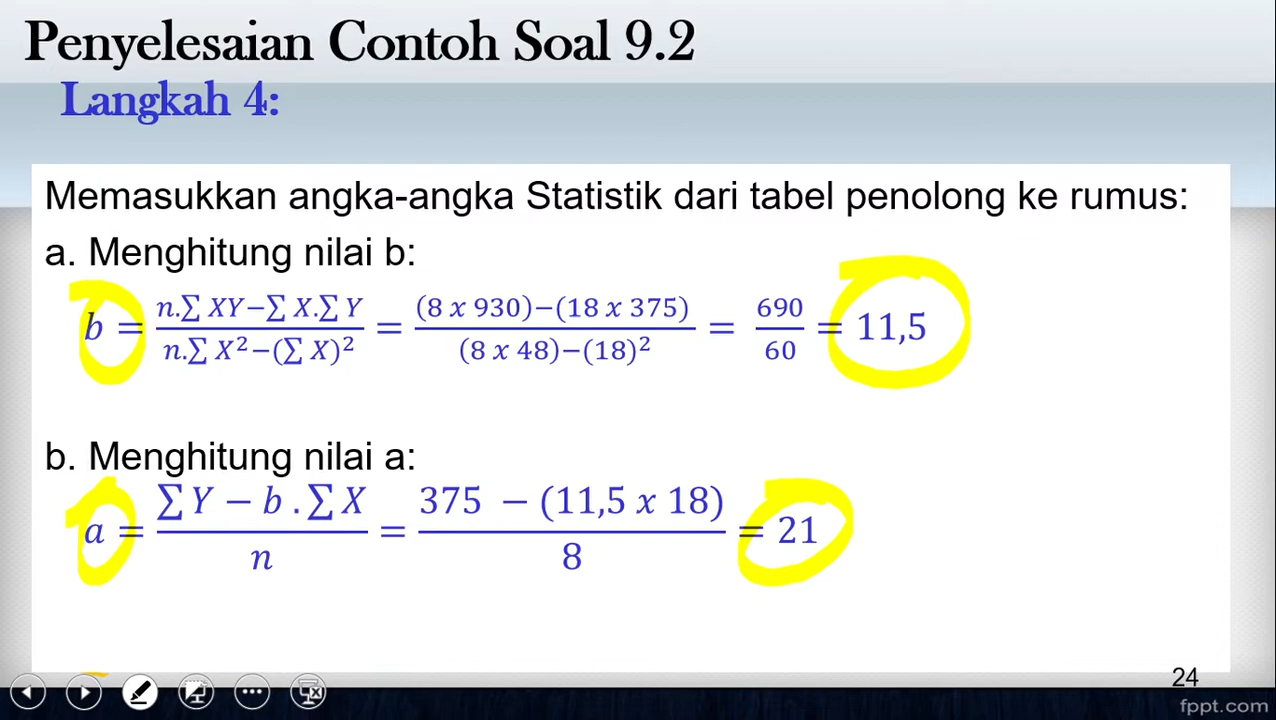 Penyelesaian Contoh Soal 9.2
Langkah 4:
Memasukkan angka-angka Statistik dari tabel penolong ke rumus:
a. Menghitung nilai b:
b = (n.∑ XY−∑ X.∑ Y)/(n.∑ X²−(∑ X)²) = ((8 x 930)−(18 x 375))/((8 x 48)−(18)²) = 690/60 = 11,5
b. Menghitung nilai a:
a = (∑Y − b .∑X)/n = (375 − (11,5 x 18))/8 = 21
24
fppt.com